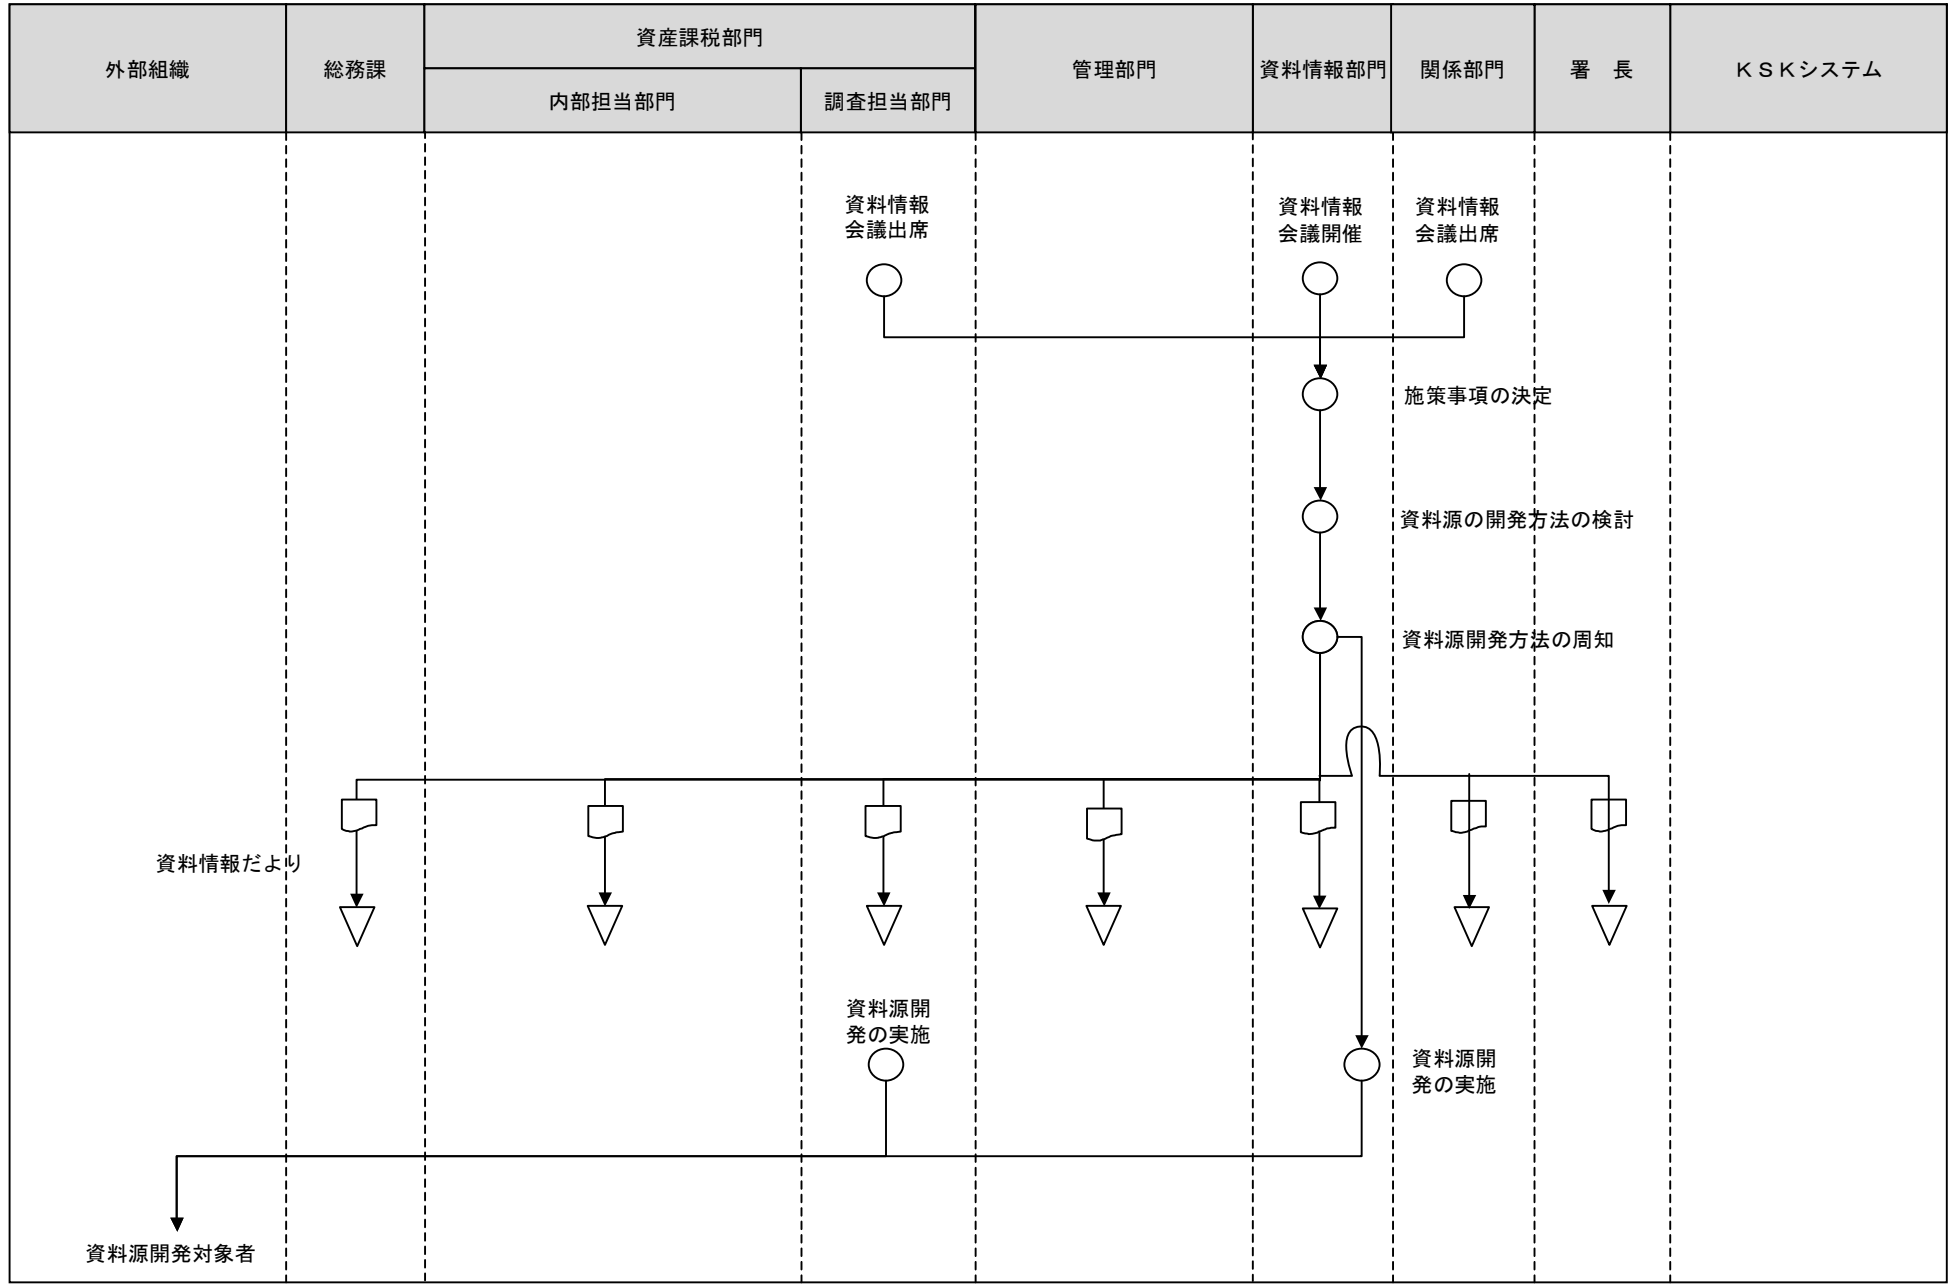 外部組織
総務課
資産課税部門
内部担当部門
調査担当部門
管理部門
資料情報部門
関係部門
署　長
ＫＳＫシステム
資料情報
会議出席
資料情報
会議開催
資料情報
会議出席
施策事項の決定
資料源の開発方法の検討
資料源開発方法の周知
資料情報だより
資料源開
発の実施
資料源開
発の実施
資料源開発対象者